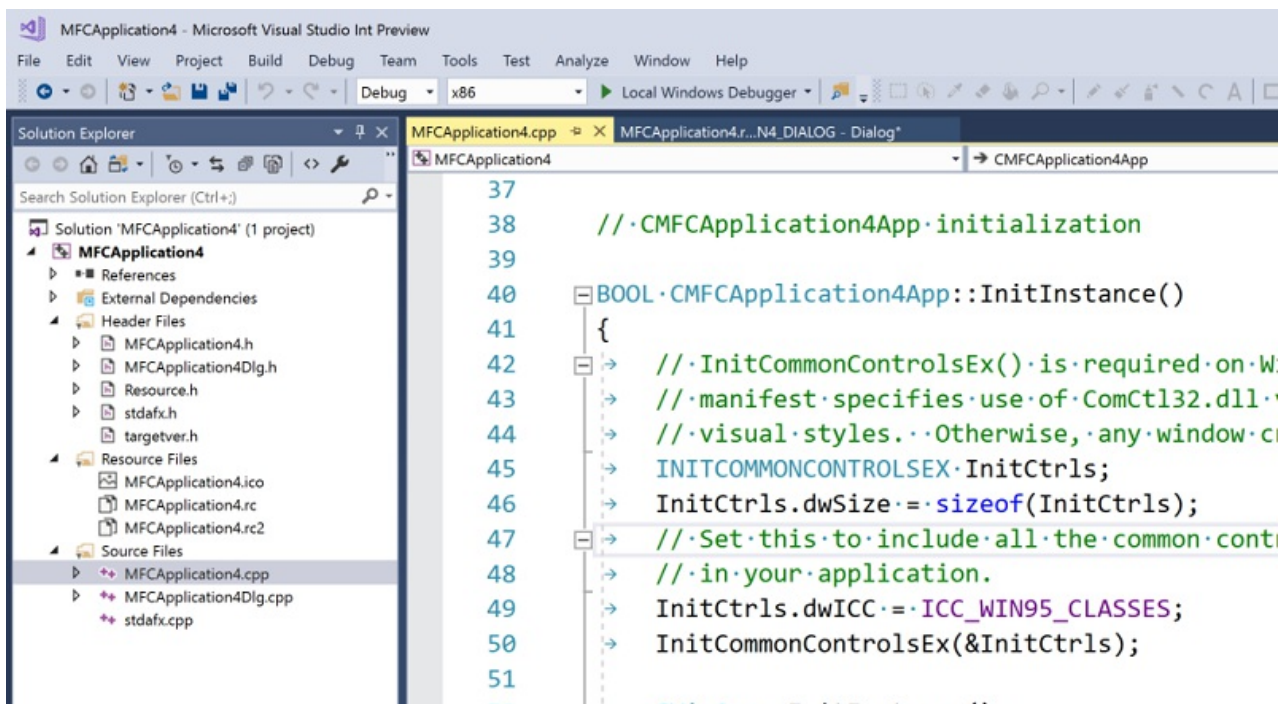 MFCApplication4 - Microsoft Visual Studio Int Preview
File Edit View Project Build Debug Team Tools Test Analyze Window Help
Debug x86 Local Windows Debugger
Solution Explorer
Search Solution Explorer (Ctrl+;)
Solution 'MFCApplication4' (1 project)
MFCApplication4
References
External Dependencies
Header Files
MFCApplication4.h
MFCApplication4Dlg.h
Resource.h
stdafx.h
targetver.h
Resource Files
MFCApplication4.ico
MFCApplication4.rc
MFCApplication4.rc2
Source Files
MFCApplication4.cpp
MFCApplication4Dlg.cpp
stdafx.cpp
MFCApplication4.cpp MFCApplication4.r...N4_DIALOG - Dialog*
MFCApplication4 CMFCApplication4App
37
38 //·CMFCApplication4App·initialization
39
40 BOOL·CMFCApplication4App::InitInstance()
41 {
42 //·InitCommonControlsEx()·is·required·on·Wi
43 //·manifest·specifies·use·of·ComCtl32.dll·v
44 //·visual·styles.··Otherwise,·any·window·cr
45 INITCOMMONCONTROLSEX·InitCtrls;
46 InitCtrls.dwSize·=·sizeof(InitCtrls);
47 //·Set·this·to·include·all·the·common·contr
48 //·in·your·application.
49 InitCtrls.dwICC·=·ICC_WIN95_CLASSES;
50 InitCommonControlsEx(&InitCtrls);
51